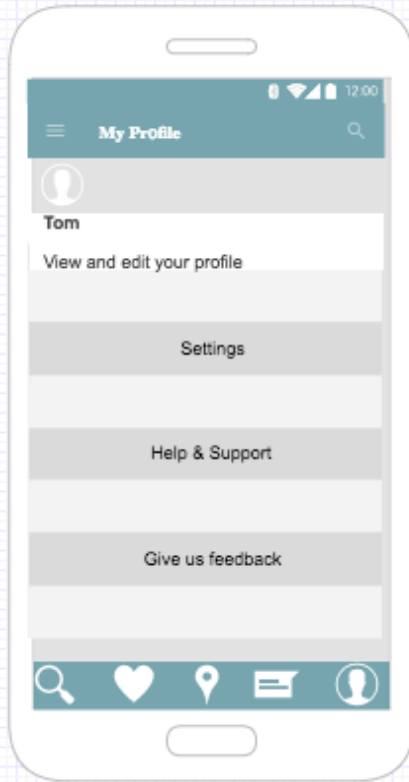 12:00
My Profile
Tom
View and edit your profile
Settings
Help & Support
Give us feedback